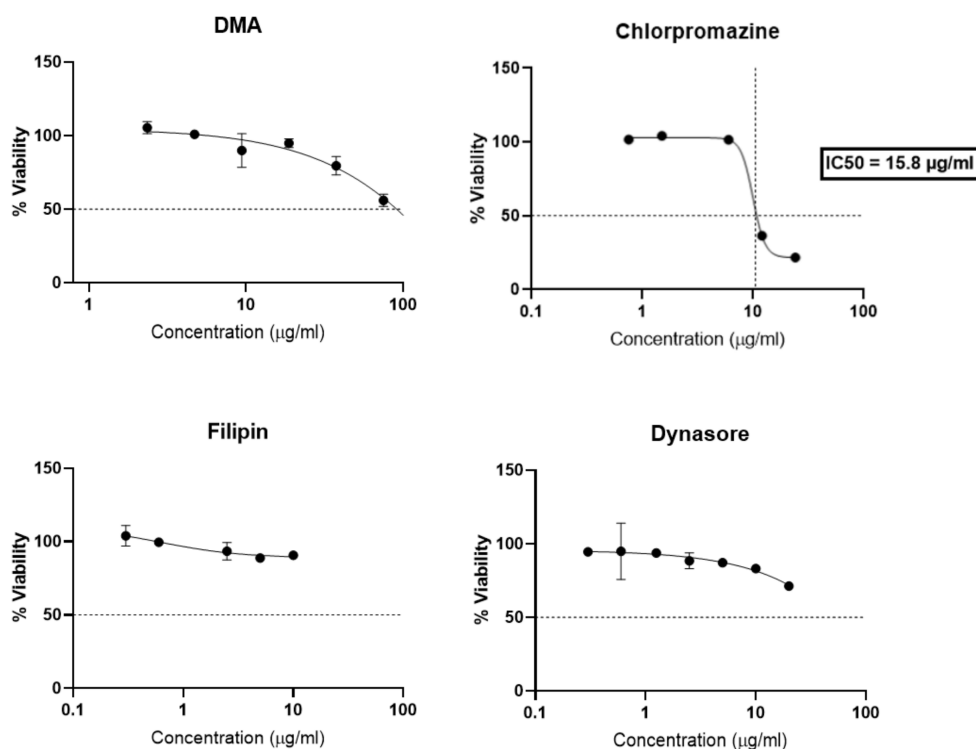 DMA
150
100
50
0
% Viability
1
10
100
Concentration (μg/ml)
Chlorpromazine
150
100
50
0
% Viability
0.1
1
10
100
Concentration (μg/ml)
IC50 = 15.8 μg/ml
Filipin
150
100
50
0
% Viability
0.1
1
10
100
Concentration (μg/ml)
Dynasore
150
100
50
0
% Viability
0.1
1
10
100
Concentration (μg/ml)